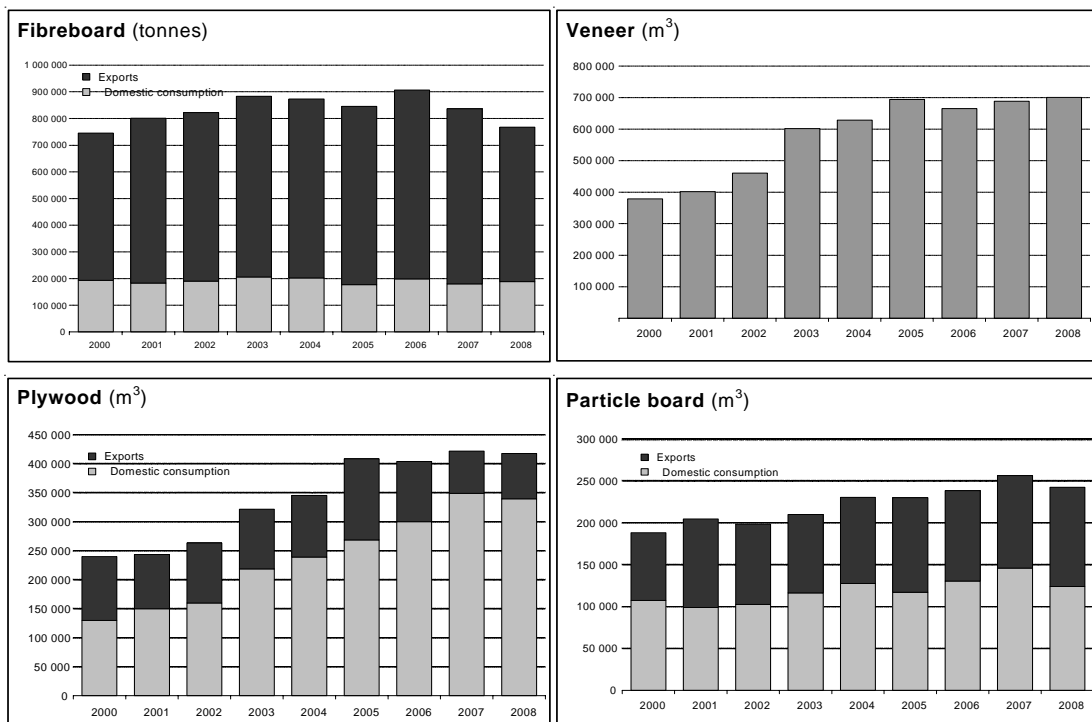 Fibreboard (tonnes)
1 000 000
900 000
800 000
700 000
600 000
500 000
400 000
300 000
200 000
100 000
0
Exports
Domestic consumption
2000 2001 2002 2003 2004 2005 2006 2007 2008
Veneer (m³)
800 000
700 000
600 000
500 000
400 000
300 000
200 000
100 000
2000 2001 2002 2003 2004 2005 2006 2007 2008
Plywood (m³)
450 000
400 000
350 000
300 000
250 000
200 000
150 000
100 000
50 000
0
Exports
Domestic consumption
2000 2001 2002 2003 2004 2005 2006 2007 2008
Particle board (m³)
300 000
250 000
200 000
150 000
100 000
50 000
0
Exports
Domestic consumption
2000 2001 2002 2003 2004 2005 2006 2007 2008